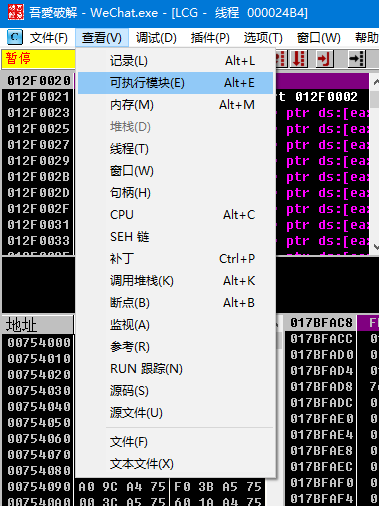 吾愛破解 - WeChat.exe - [LCG - 线程 000024B4]
C 文件(F) 查看(V) 调试(D) 插件(P) 选项(T) 窗口(W) 帮助
暂停
记录(L) Alt+L
可执行模块(E) Alt+E
内存(M) Alt+M
堆栈(D)
线程(T)
窗口(W)
句柄(H)
CPU Alt+C
SEH 链
补丁 Ctrl+P
调用堆栈(K) Alt+K
断点(B) Alt+B
监视(A)
参考(R)
RUN 跟踪(N)
源码(S)
源文件(U)
文件(F)
文本文件(X)
012F0020
012F0021 rt 012F0002
012F0023 ptr ds:[eax
012F0025 ptr ds:[eax
012F0027 ptr ds:[eax
012F0029 ptr ds:[eax
012F002B ptr ds:[eax
012F002D ptr ds:[eax
012F002F ptr ds:[eax
012F0031 ptr ds:[eax
012F0033 ptr ds:[eax
地址
00754000
00754010
00754020
00754030
00754040
00754050
00754060
00754070
00754080
00754090 A0 9C A4 75 F0 3B A5 75
007540A0 00 3C A5 75 60 1A A4 75
017BFAC8
017BFACC
017BFAD0
017BFAD4
017BFAD8
017BFADC
017BFAE0
017BFAE4
017BFAE8
017BFAEC
017BFAF0
017BFAF4